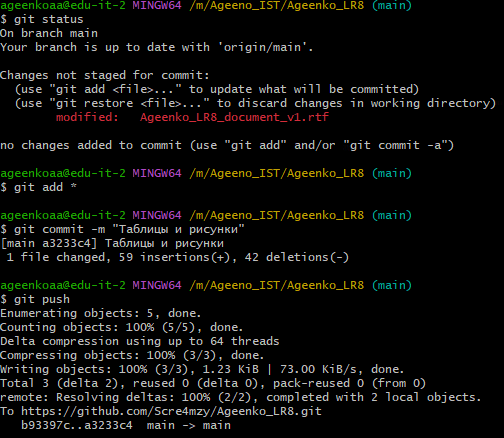 ageenkoaa@edu-it-2 MINGW64 /m/Ageeno_IST/Ageenko_LR8 (main)
$ git status
On branch main
Your branch is up to date with 'origin/main'.
Changes not staged for commit:
(use "git add <file>..." to update what will be committed)
(use "git restore <file>..." to discard changes in working directory)
modified: Ageenko_LR8_document_v1.rtf
no changes added to commit (use "git add" and/or "git commit -a")
ageenkoaa@edu-it-2 MINGW64 /m/Ageeno_IST/Ageenko_LR8 (main)
$ git add *
ageenkoaa@edu-it-2 MINGW64 /m/Ageeno_IST/Ageenko_LR8 (main)
$ git commit -m "Таблицы и рисунки"
[main a3233c4] Таблицы и рисунки
1 file changed, 59 insertions(+), 42 deletions(-)
ageenkoaa@edu-it-2 MINGW64 /m/Ageeno_IST/Ageenko_LR8 (main)
$ git push
Enumerating objects: 5, done.
Counting objects: 100% (5/5), done.
Delta compression using up to 64 threads
Compressing objects: 100% (3/3), done.
Writing objects: 100% (3/3), 1.23 KiB | 73.00 KiB/s, done.
Total 3 (delta 2), reused 0 (delta 0), pack-reused 0 (from 0)
remote: Resolving deltas: 100% (2/2), completed with 2 local objects.
To https://github.com/Scre4mzy/Ageenko_LR8.git
b93397c..a3233c4 main -> main